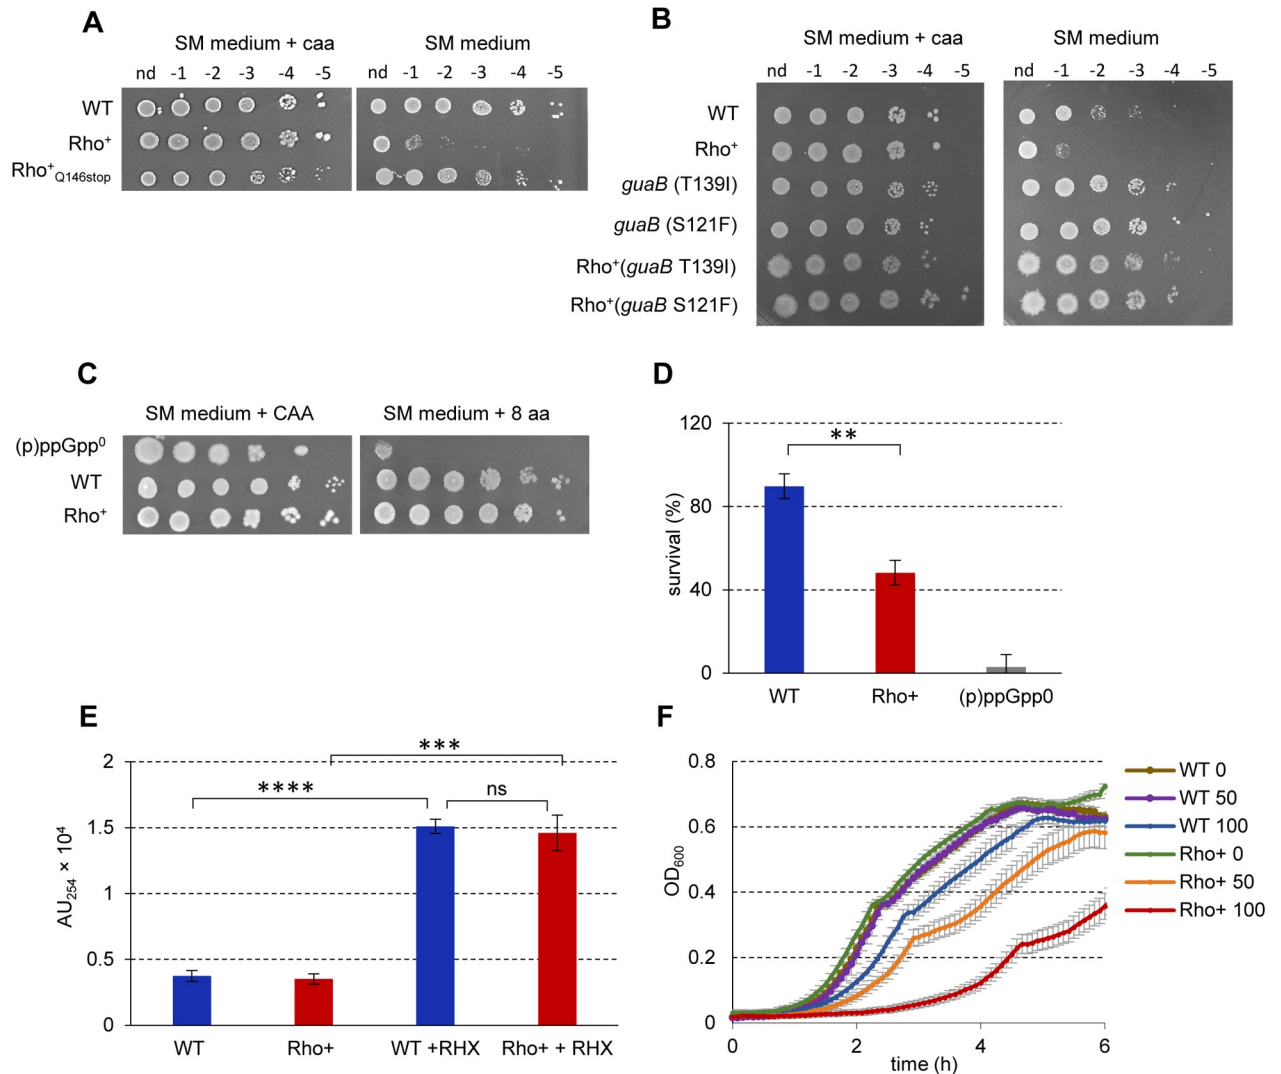 A
SM medium + caa
SM medium
nd -1 -2 -3 -4 -5
nd -1 -2 -3 -4 -5
WT
Rho⁺
Rho⁺Q146stop
B
SM medium + caa
SM medium
nd -1 -2 -3 -4 -5
nd -1 -2 -3 -4 -5
WT
Rho⁺
guaB (T139I)
guaB (S121F)
Rho⁺(guaB T139I)
Rho⁺(guaB S121F)
C
SM medium + CAA
SM medium + 8 aa
(p)ppGpp⁰
WT
Rho⁺
D
survival (%)
120
80
40
0
**
WT
Rho+
(p)ppGpp0
E
AU₂₅₄ × 10⁴
2
1.5
1
0.5
0
****
***
ns
WT
Rho+
WT +RHX
Rho+ + RHX
F
OD₆₀₀
0.8
0.6
0.4
0.2
0
0 2 4 6
time (h)
WT 0
WT 50
WT 100
Rho+ 0
Rho+ 50
Rho+ 100